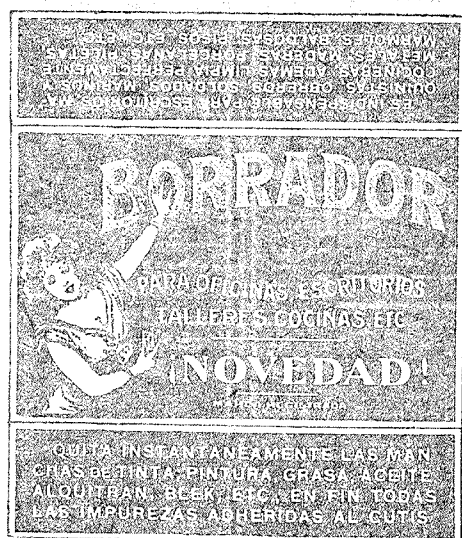 ES INDISPENSABLE PARA ESCRITORIOS, MA-
QUINISTAS, OBREROS, SOLDADOS, MARINOS Y
COCINERAS, ADEMAS LIMPIA PERFECTAMENTE
METALES, MADERAS, PORCELANAS,
MARMOLES, BALDOSAS, PISOS, ETC, ETC.
BORRADOR
PARA OFICINAS ESCRITORIOS
TALLERES COCINAS, ETC
¡NOVEDAD!
QUITA INSTANTANEAMENTE LAS MAN
CHAS DE TINTA, PINTURA, GRASA, ACEITE
ALQUITRAN, BLEK, ETC, EN FIN TODAS
LAS IMPUREZAS ADHERIDAS AL CUTIS